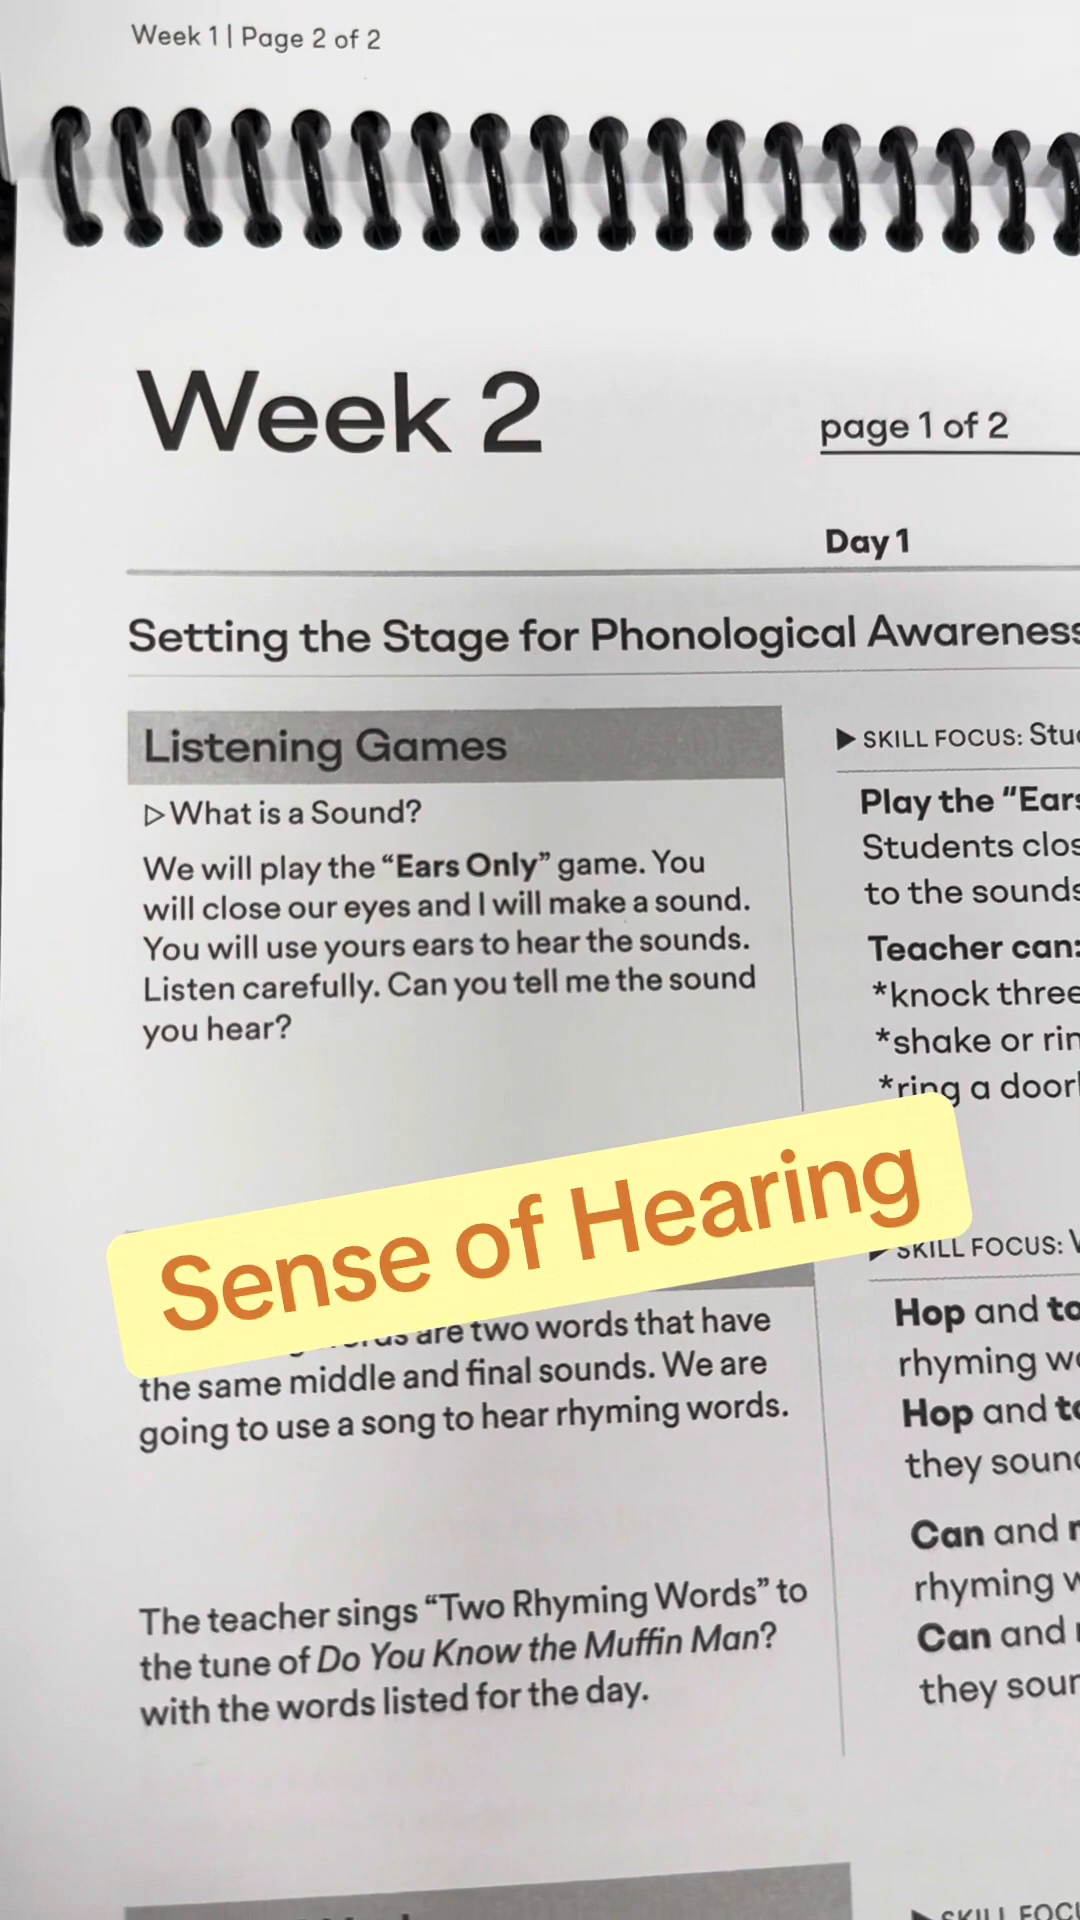 Week 1 | Page 2 of 2
Week 2
page 1 of 2
Day 1
Setting the Stage for Phonological Awareness
Listening Games
▷What is a Sound?
We will play the “Ears Only” game. You
will close our eyes and I will make a sound.
You will use yours ears to hear the sounds.
Listen carefully. Can you tell me the sound
you hear?
▶ SKILL FOCUS:
Play the "Ears
Students
to the sounds
Teacher can:
*knock three
*shake or
*ring a
Sense of Hearing
are two words that have
the same middle and final sounds. We are
going to use a song to hear rhyming words.
The teacher sings “Two Rhyming Words” to
the tune of Do You Know the Muffin Man?
with the words listed for the day.
▶ SKILL FOCUS:
Hop and
rhyming
Hop and
they
Can and
rhyming
Can and
they
▶ SKILL